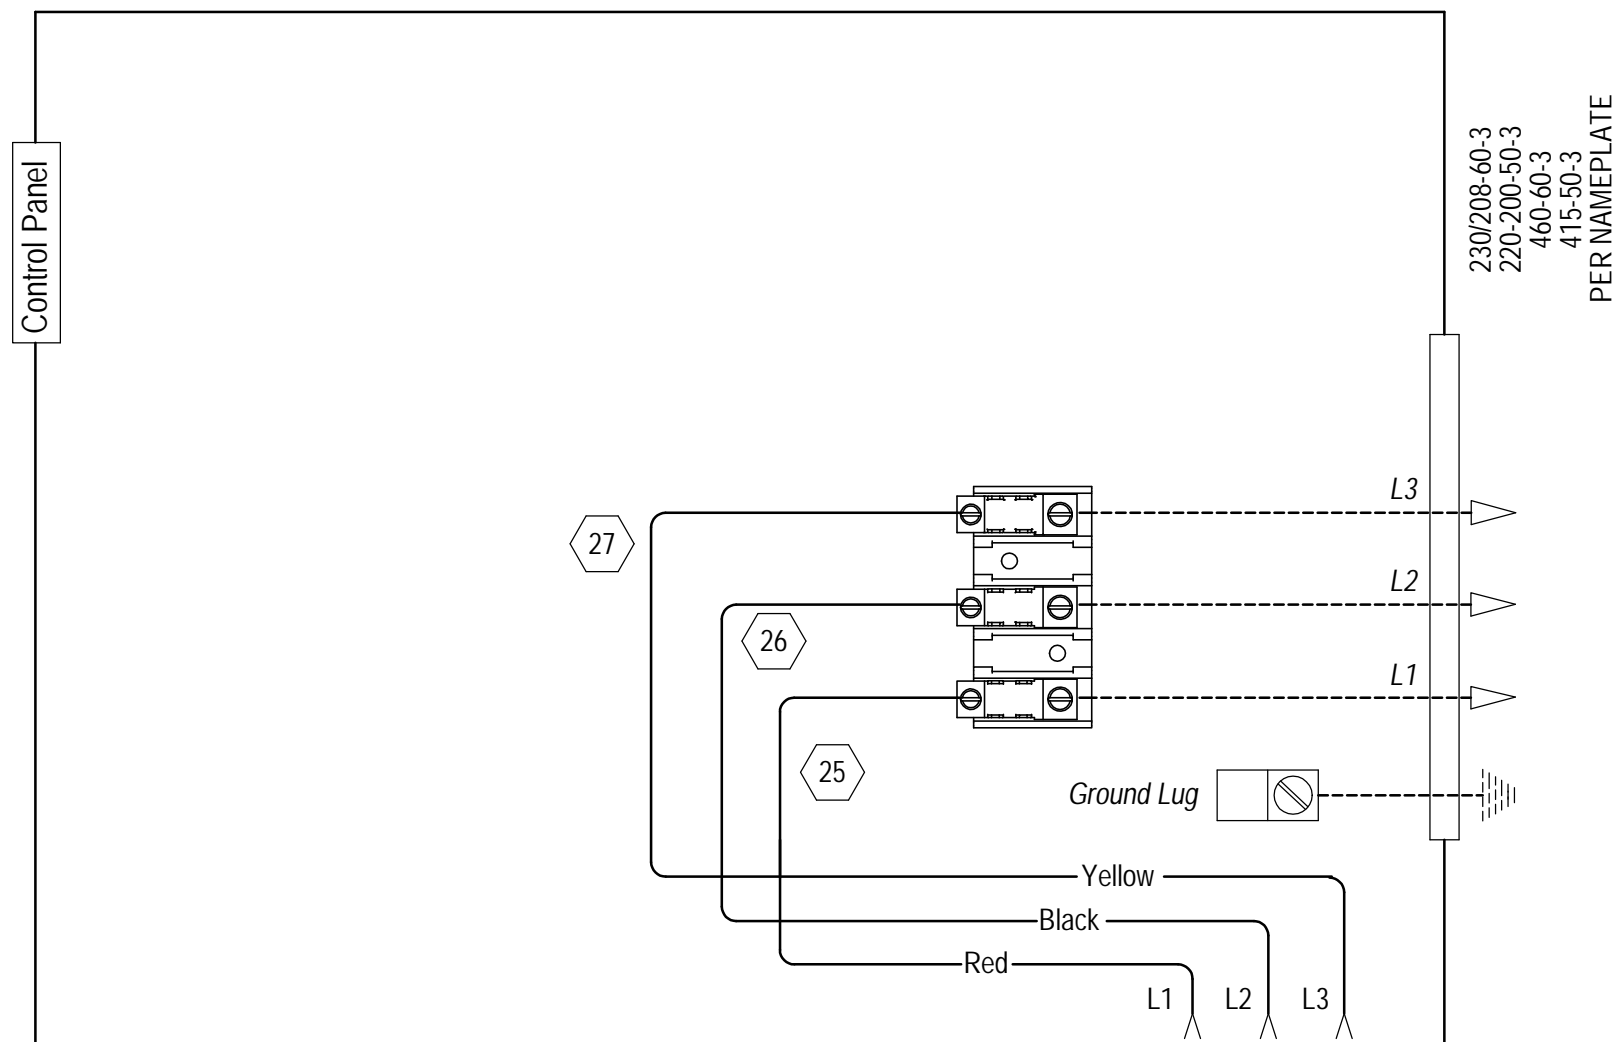 Control Panel
230/208-60-3
220-200-50-3
460-60-3
415-50-3
PER NAMEPLATE
L3
27
L2
26
L1
25
Ground Lug
Yellow
Black
Red
L1 L2 L3